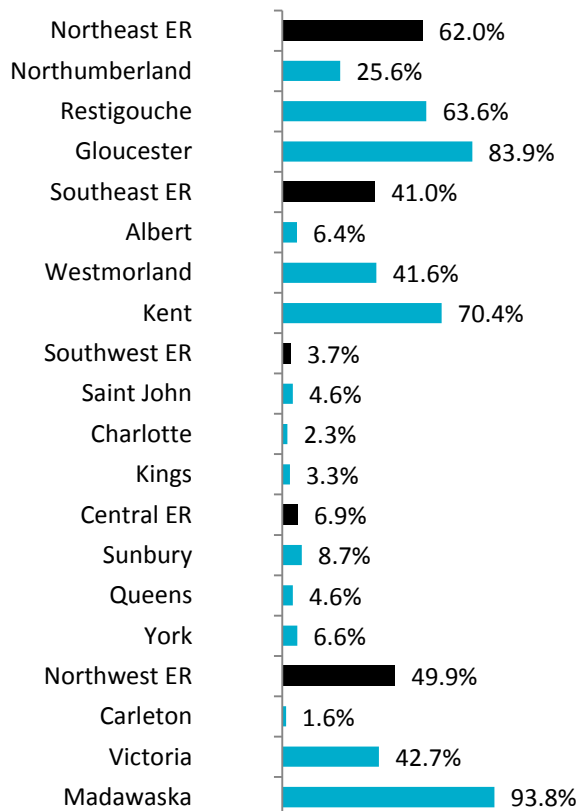 Northeast ER 62.0%
Northumberland 25.6%
Restigouche 63.6%
Gloucester 83.9%
Southeast ER 41.0%
Albert 6.4%
Westmorland 41.6%
Kent 70.4%
Southwest ER 3.7%
Saint John 4.6%
Charlotte 2.3%
Kings 3.3%
Central ER 6.9%
Sunbury 8.7%
Queens 4.6%
York 6.6%
Northwest ER 49.9%
Carleton 1.6%
Victoria 42.7%
Madawaska 93.8%